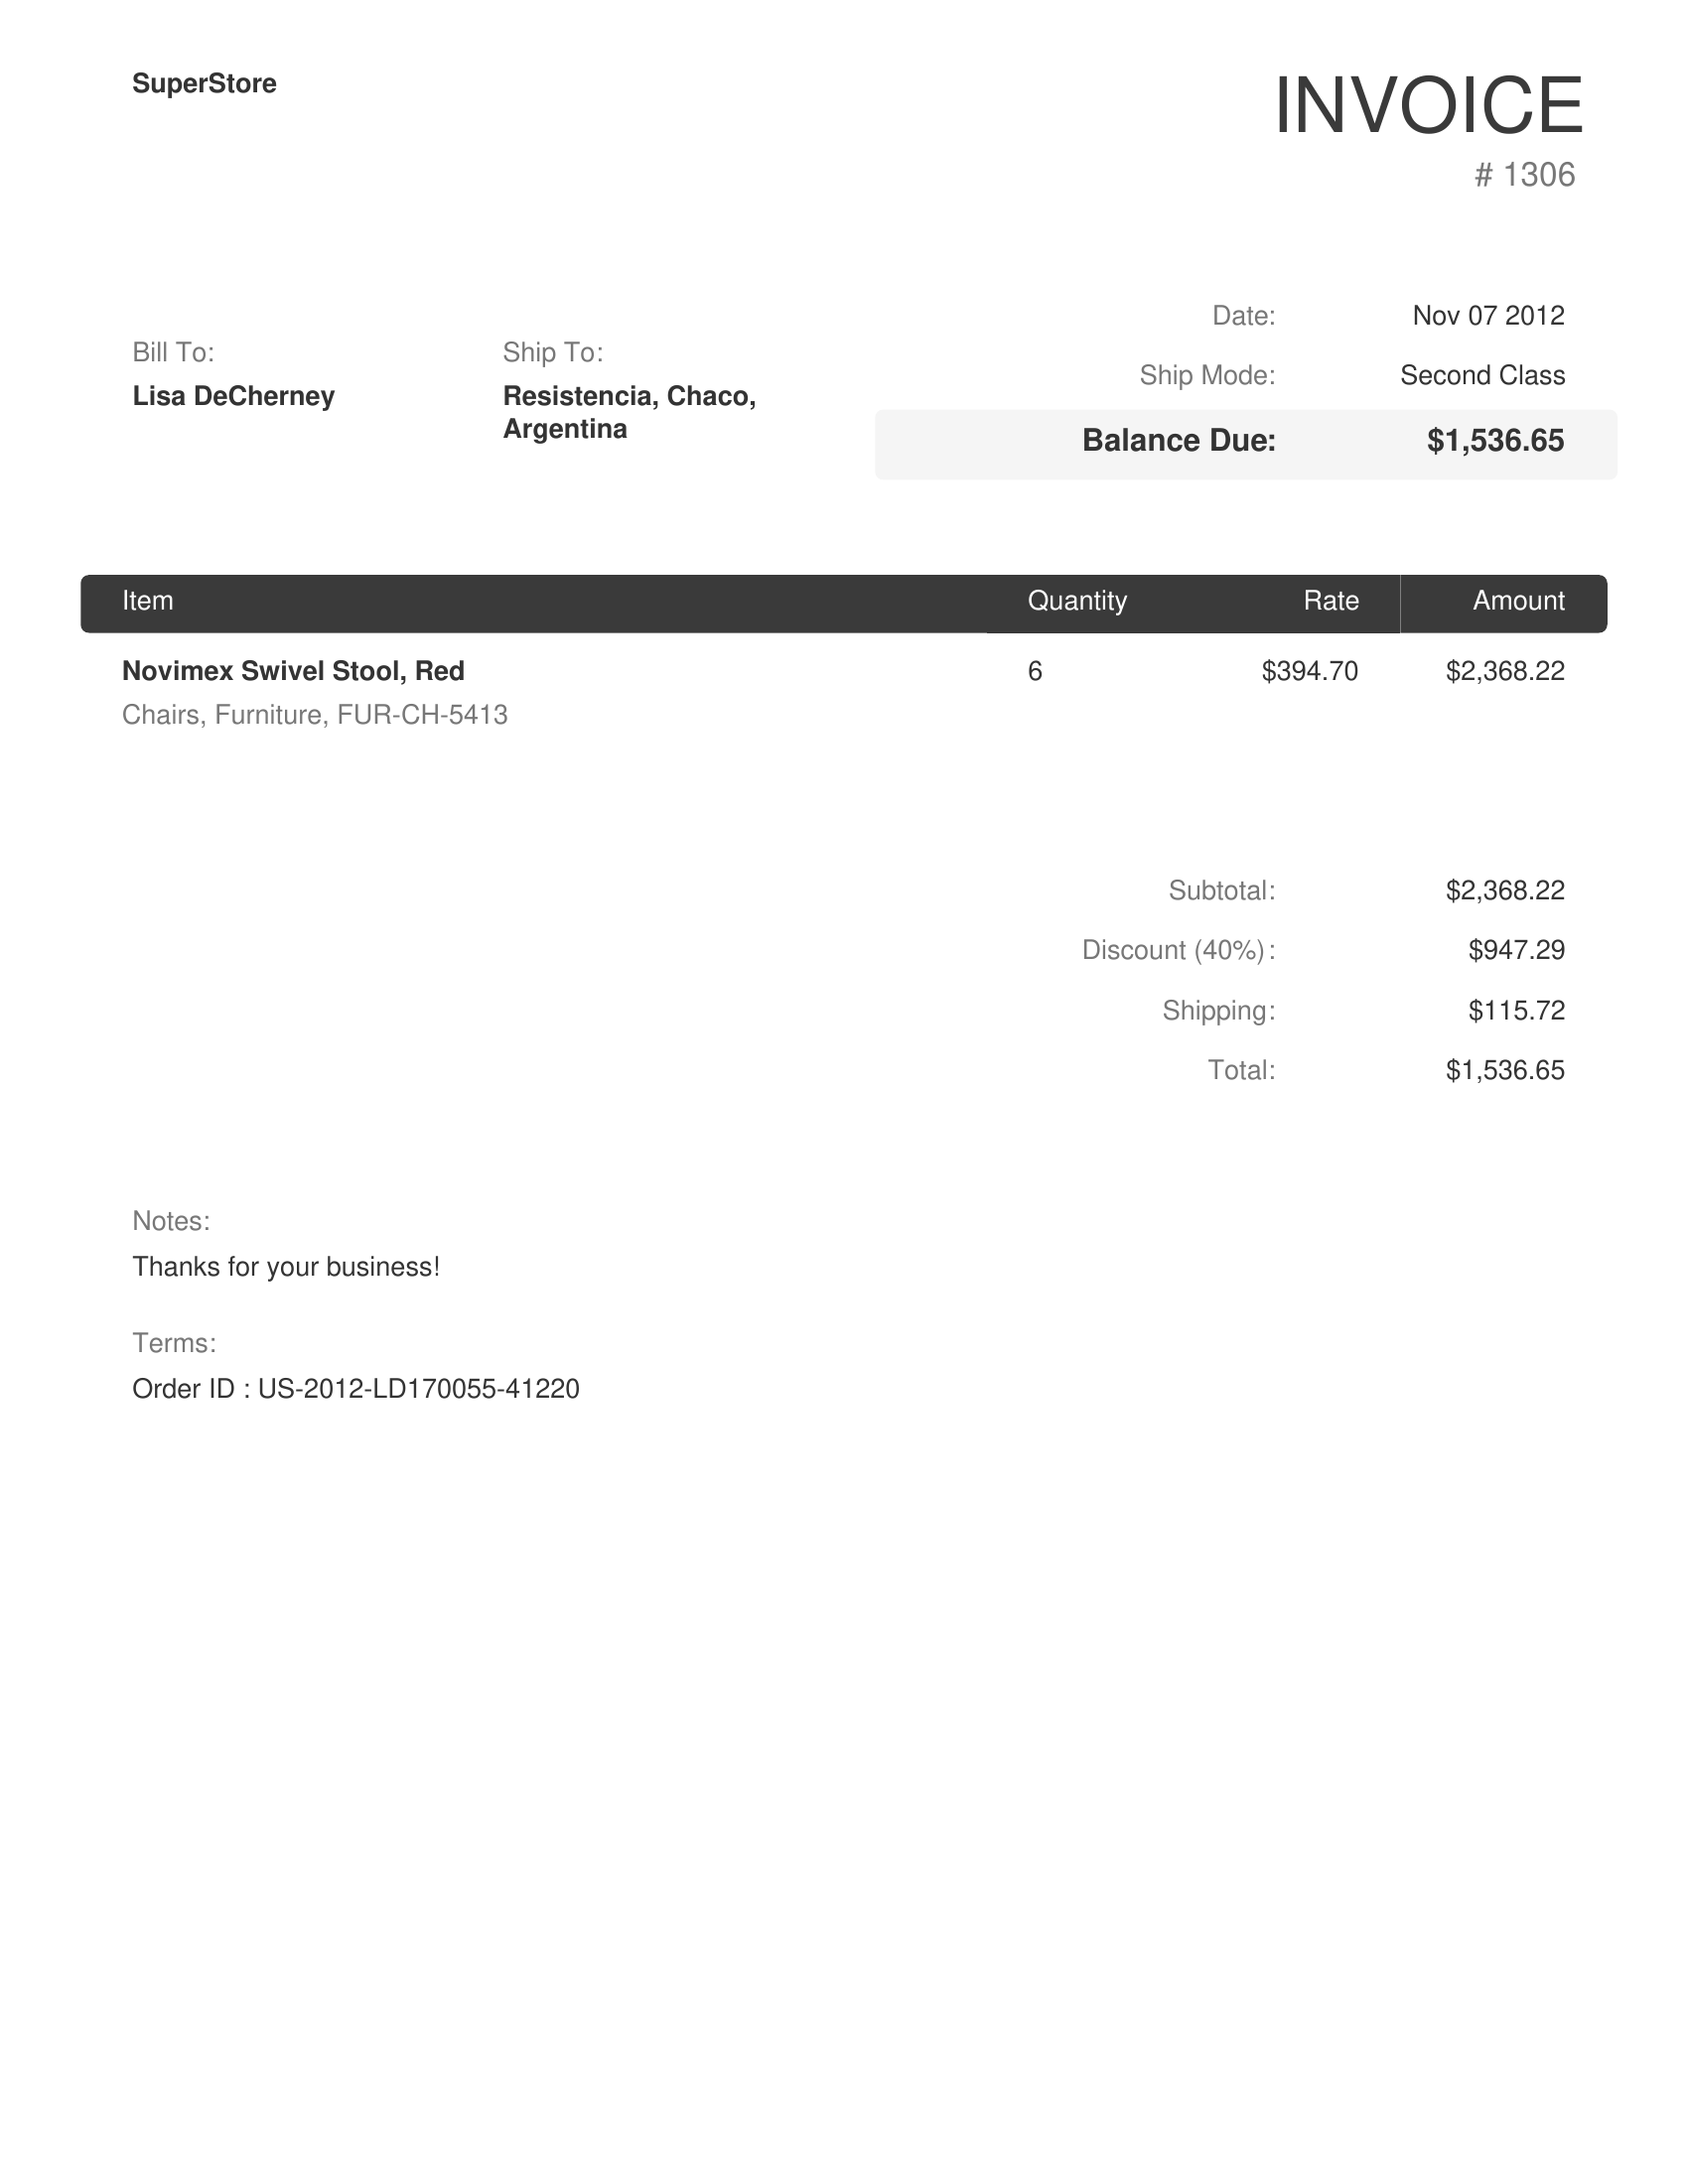 SuperStore
INVOICE
# 1306
Date: Nov 07 2012
Ship Mode: Second Class
Balance Due: $1,536.65
Bill To:
Lisa DeCherney
Ship To:
Resistencia, Chaco,
Argentina
Item Quantity Rate Amount
Novimex Swivel Stool, Red 6 $394.70 $2,368.22
Chairs, Furniture, FUR-CH-5413
Subtotal: $2,368.22
Discount (40%): $947.29
Shipping: $115.72
Total: $1,536.65
Notes:
Thanks for your business!
Terms:
Order ID : US-2012-LD170055-41220